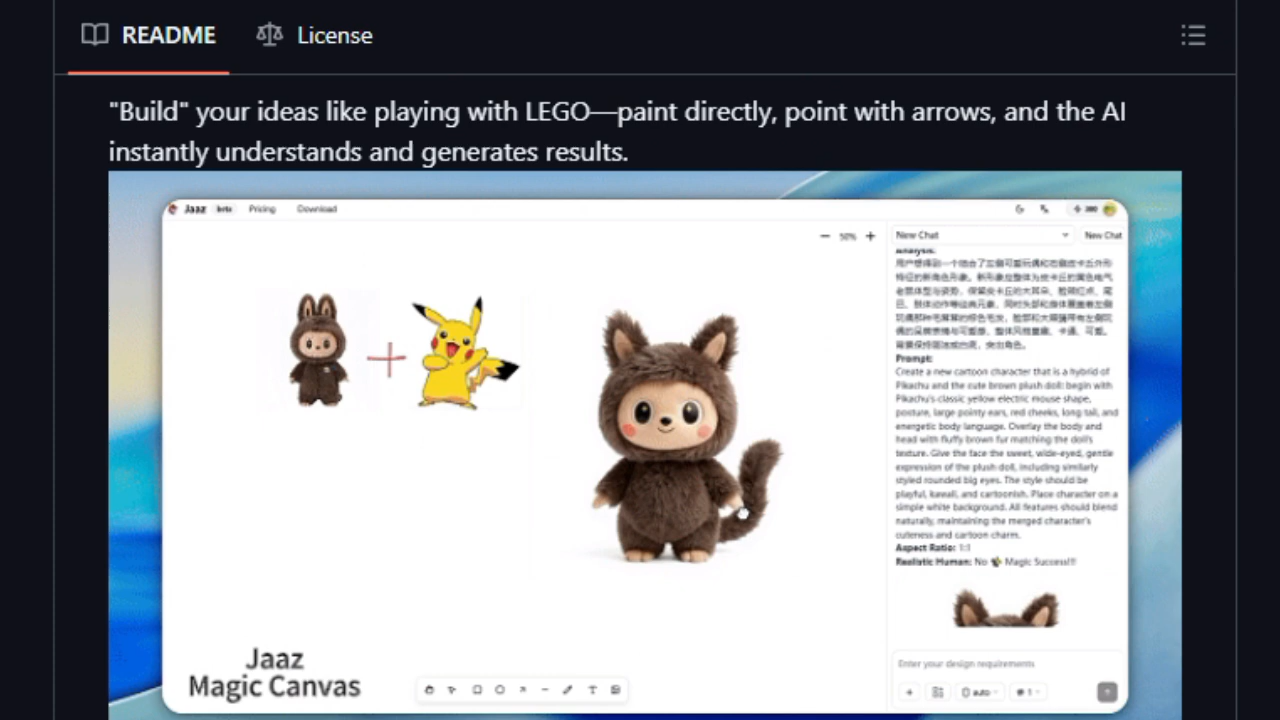 README
License
"Build" your ideas like playing with LEGO—paint directly, point with arrows, and the AI
instantly understands and generates results.
Jaaz beta Pricing Download
50%
New Chat
New Chat
Analysis:
Prompt:
Create a new cartoon character that is a hybrid of
Pikachu and the cute brown plush doll: begin with
Pikachu's classic yellow electric mouse shape,
posture, large pointy ears, red cheeks, long tail, and
energetic body language. Overlay the body and
head with fluffy brown fur matching the doll's
texture. Give the face the sweet, wide-eyed, gentle
expression of the plush doll, including similarly
styled rounded big eyes. The style should be
playful, kawaii, and cartoonish. Place character on a
simple white background. All features should blend
naturally, maintaining the merged character's
cuteness and cartoon charm.
Aspect Ratio: 1:1
Realistic Human: No ✨ Magic Success!!!
Jaaz
Magic Canvas
Enter your design requirements
auto
1